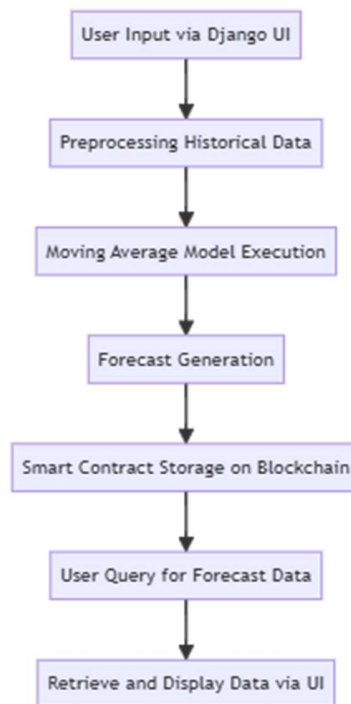 User Input via Django UI
Preprocessing Historical Data
Moving Average Model Execution
Forecast Generation
Smart Contract Storage on Blockchain
User Query for Forecast Data
Retrieve and Display Data via UI